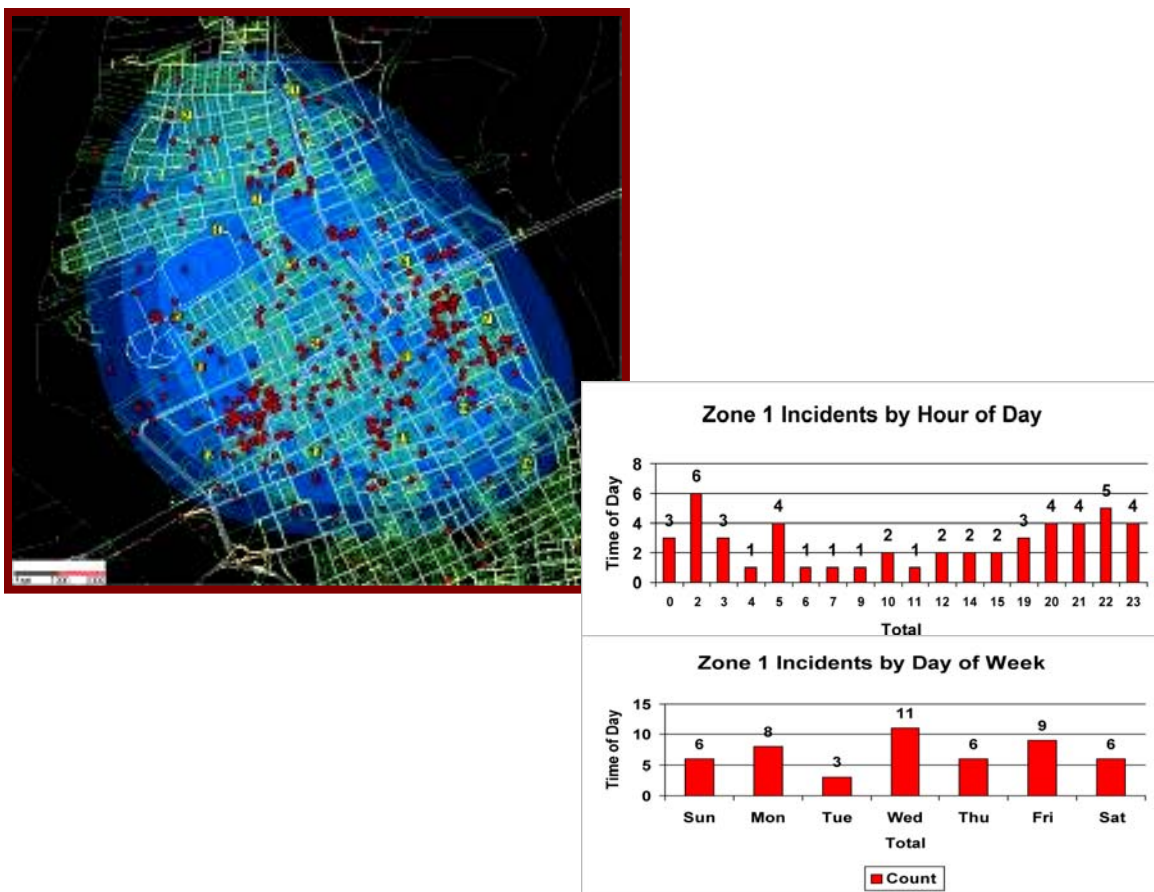 Zone 1 Incidents by Hour of Day
Time of Day
8
6
4
2
0
3 6 3 1 4 1 1 1 2 1 2 2 2 3 4 4 5 4
0 2 3 4 5 6 7 9 10 11 12 14 15 19 20 21 22 23
Total
Zone 1 Incidents by Day of Week
Time of Day
15
10
5
0
6 8 3 11 6 9 6
Sun Mon Tue Wed Thu Fri Sat
Total
Count